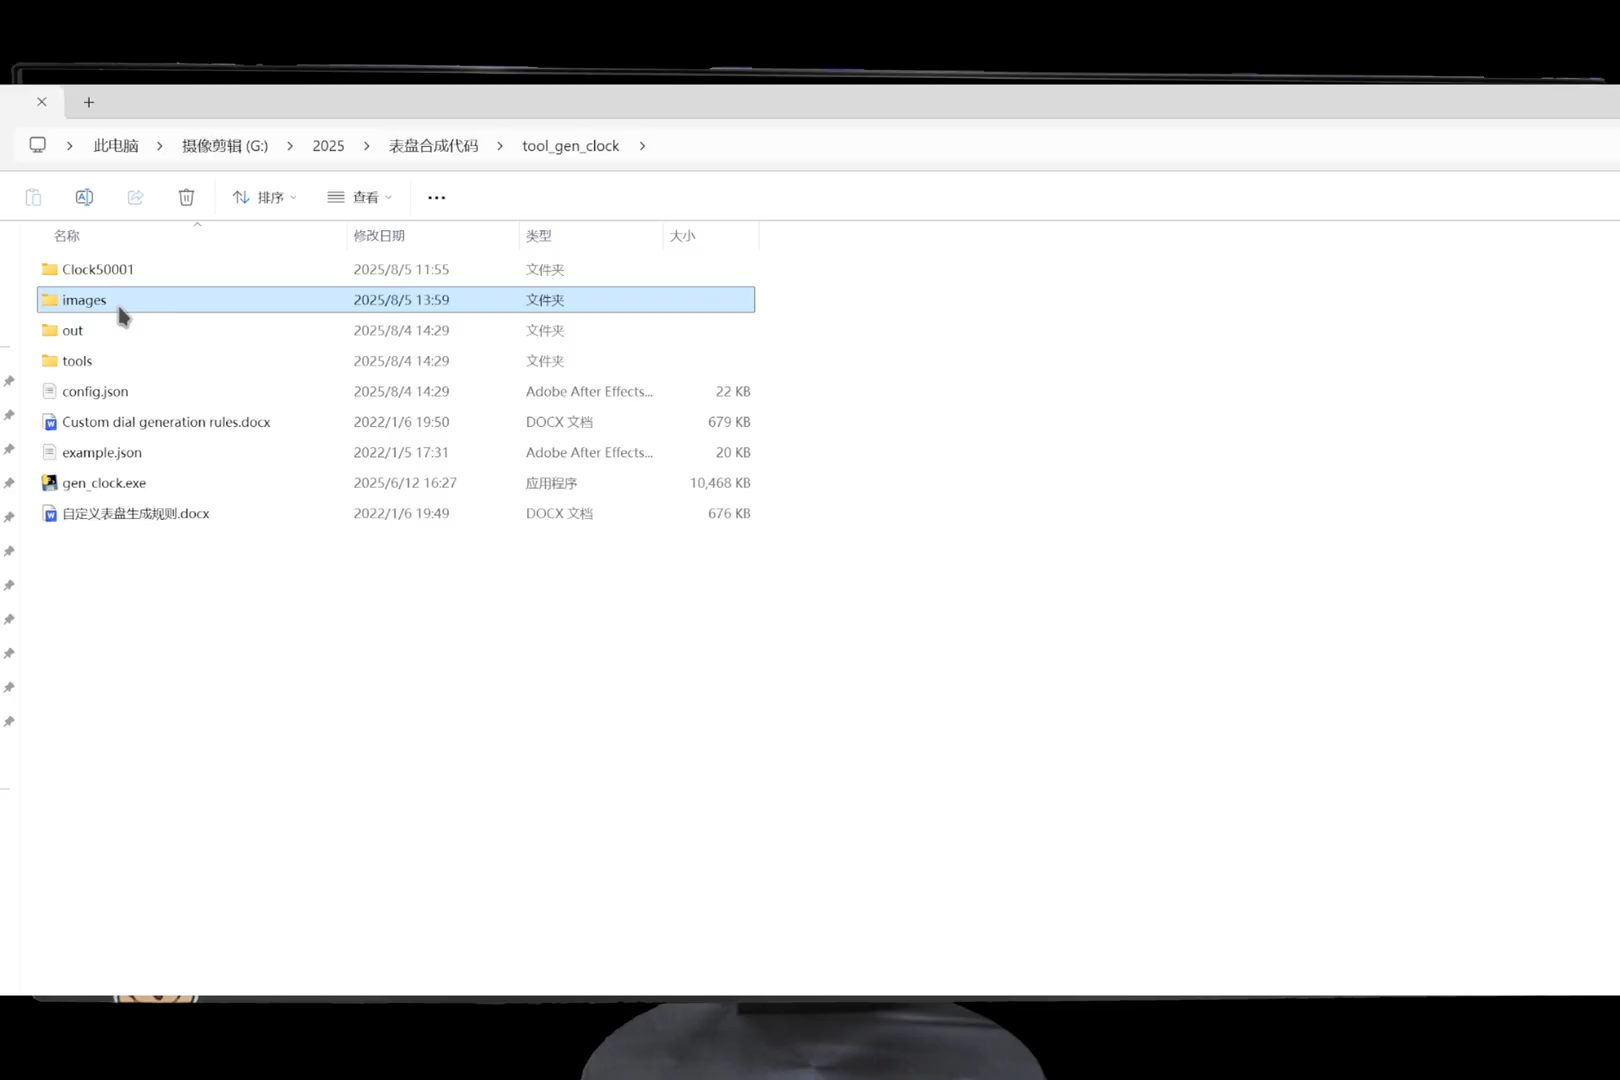 此电脑 > 摄像剪辑 (G:) > 2025 > 表盘合成代码 > tool_gen_clock >
排序 查看
名称 修改日期 类型 大小
Clock50001 2025/8/5 11:55 文件夹
images 2025/8/5 13:59 文件夹
out 2025/8/4 14:29 文件夹
tools 2025/8/4 14:29 文件夹
config.json 2025/8/4 14:29 Adobe After Effects... 22 KB
Custom dial generation rules.docx 2022/1/6 19:50 DOCX 文档 679 KB
example.json 2022/1/5 17:31 Adobe After Effects... 20 KB
gen_clock.exe 2025/6/12 16:27 应用程序 10,468 KB
自定义表盘生成规则.docx 2022/1/6 19:49 DOCX 文档 676 KB